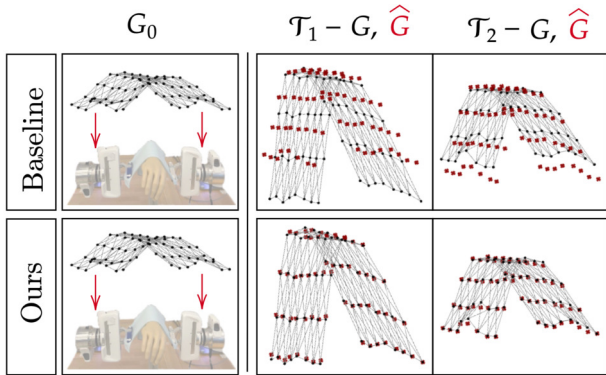 G₀ 𝒯₁ − G, Ĝ 𝒯₂ − G, Ĝ
Baseline
Ours